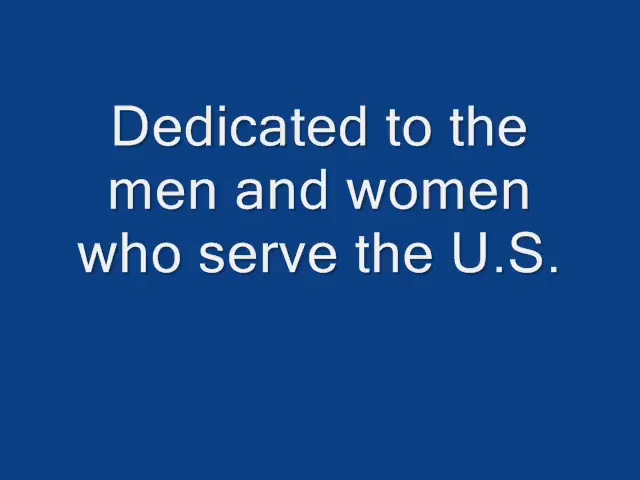 Dedicated to the
men and women
who serve the U.S.